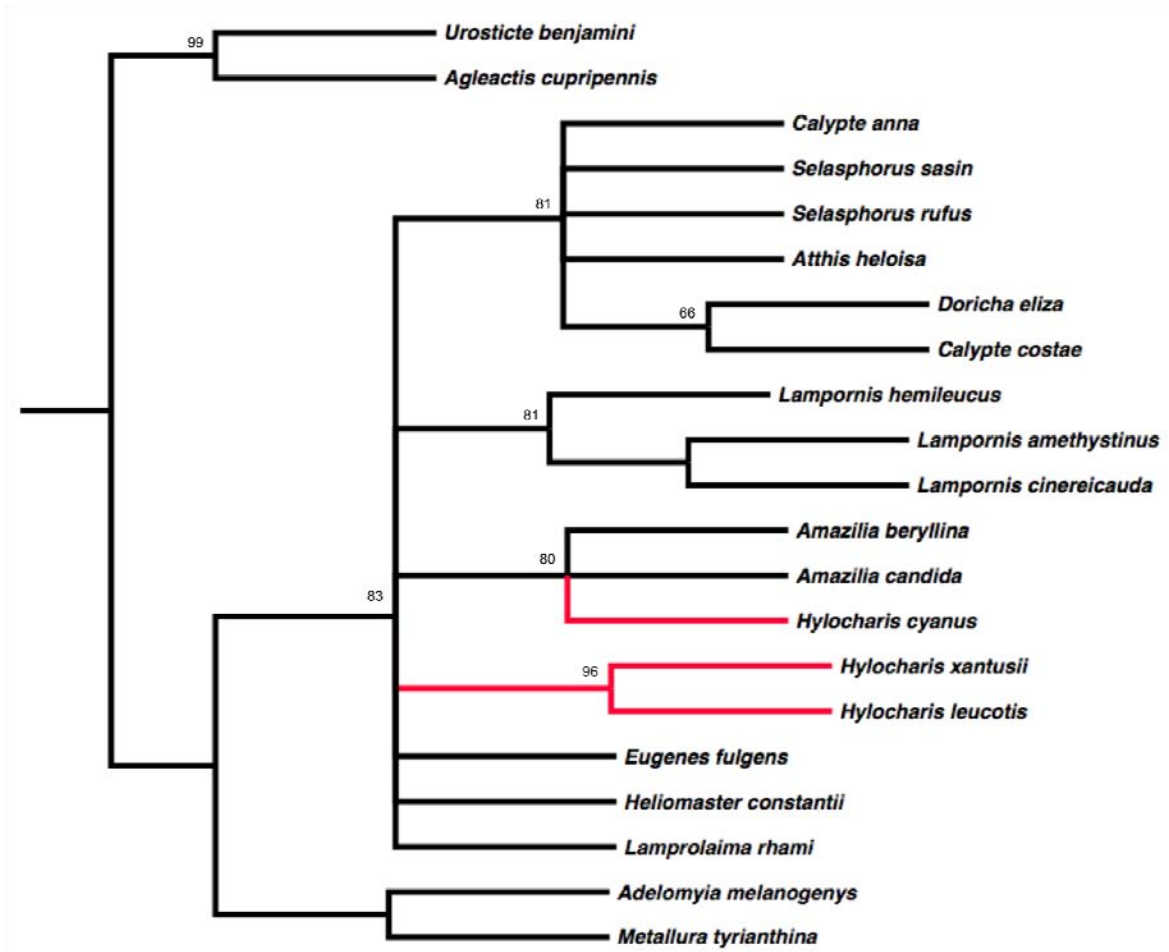 99
Urosticte benjamini
Agleactis cupripennis
Calypte anna
Selasphorus sasin
81
Selasphorus rufus
Atthis heloisa
66
Doricha eliza
Calypte costae
Lampornis hemileucus
81
Lampornis amethystinus
Lampornis cinereicauda
Amazilia beryllina
80
Amazilia candida
83
Hylocharis cyanus
96
Hylocharis xantusii
Hylocharis leucotis
Eugenes fulgens
Heliomaster constantii
Lamprolaima rhami
Adelomyia melanogenys
Metallura tyrianthina